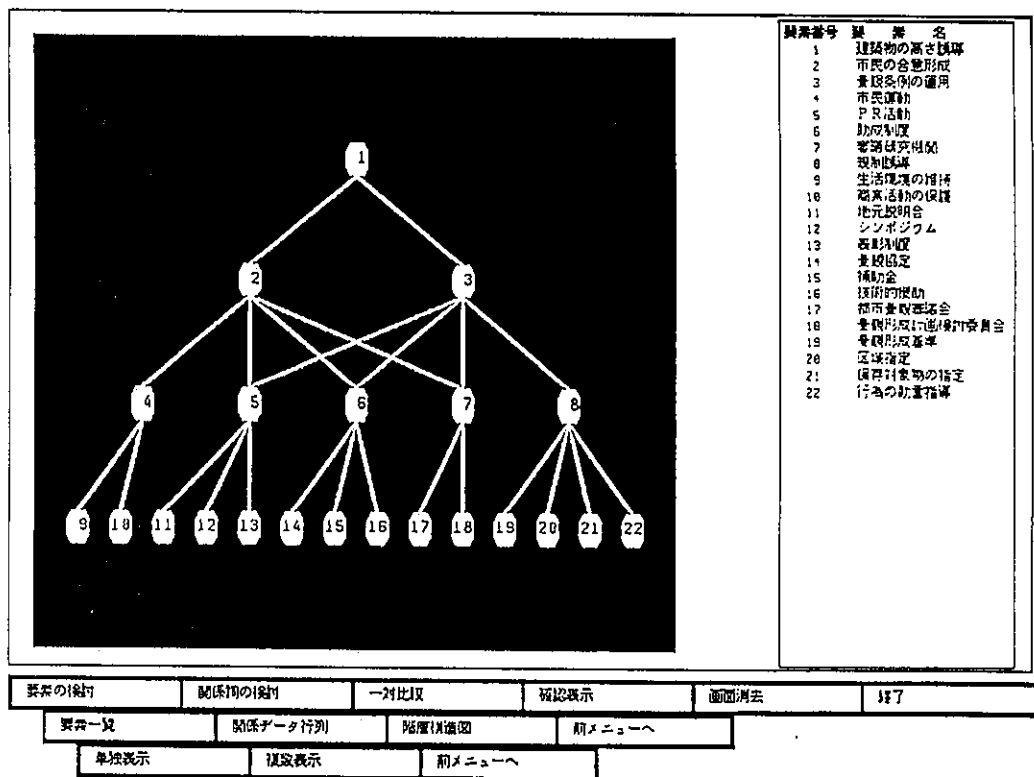 1
2 3
4 5 6 7 8
9 10 11 12 13 14 15 16 17 18 19 20 21 22
要素番号 要 素 名
1 建築物の高さ誘導
2 市民の合意形成
3 景観条例の運用
4 市民運動
5 PR活動
6 助成制度
7 審議研究機関
8 規制誘導
9 生活環境の維持
10 商業活動の保護
11 地元説明会
12 シンポジウム
13 表彰制度
14 景観協定
15 補助金
16 技術的援助
17 都市景観審議会
18 景観形成計画検討委員会
19 景観形成基準
20 区域指定
21 保存対象物の指定
22 行為の指導
要素の検討 関係間の検討 一対比較 確認表示 画面消去 終了
要素一覧 関係データ行列 階層構造図 前メニューへ
単独表示 複数表示 前メニューへ